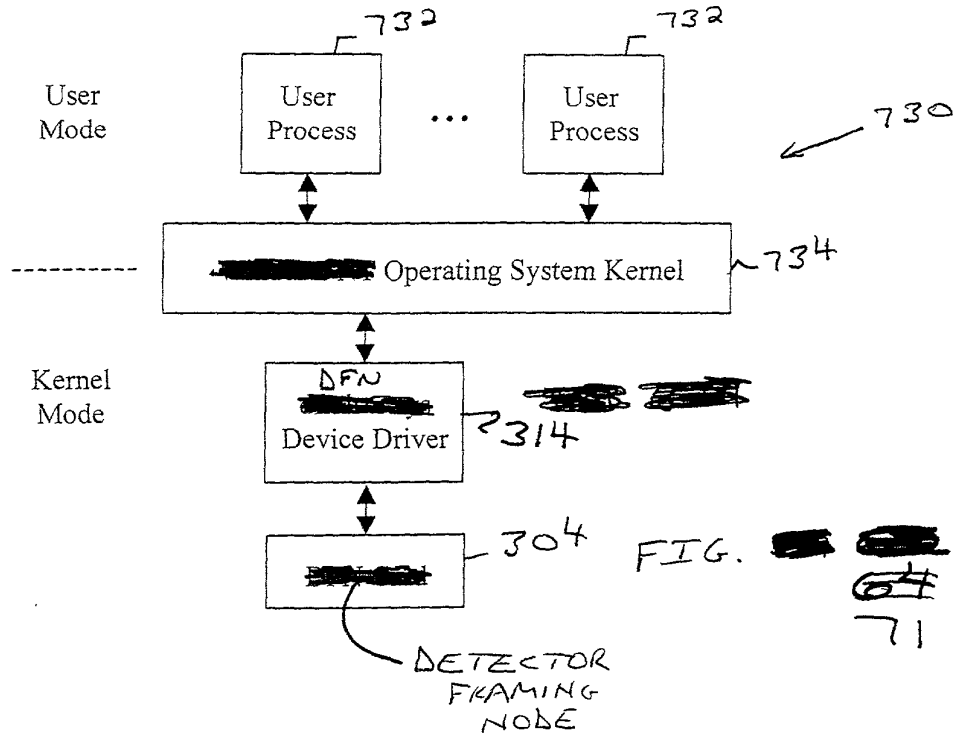 732
732
User
Mode
User
Process
...
User
Process
730
Operating System Kernel
734
Kernel
Mode
DFN
Device Driver
314
304
FIG.
64
71
DETECTOR
FRAMING
NODE